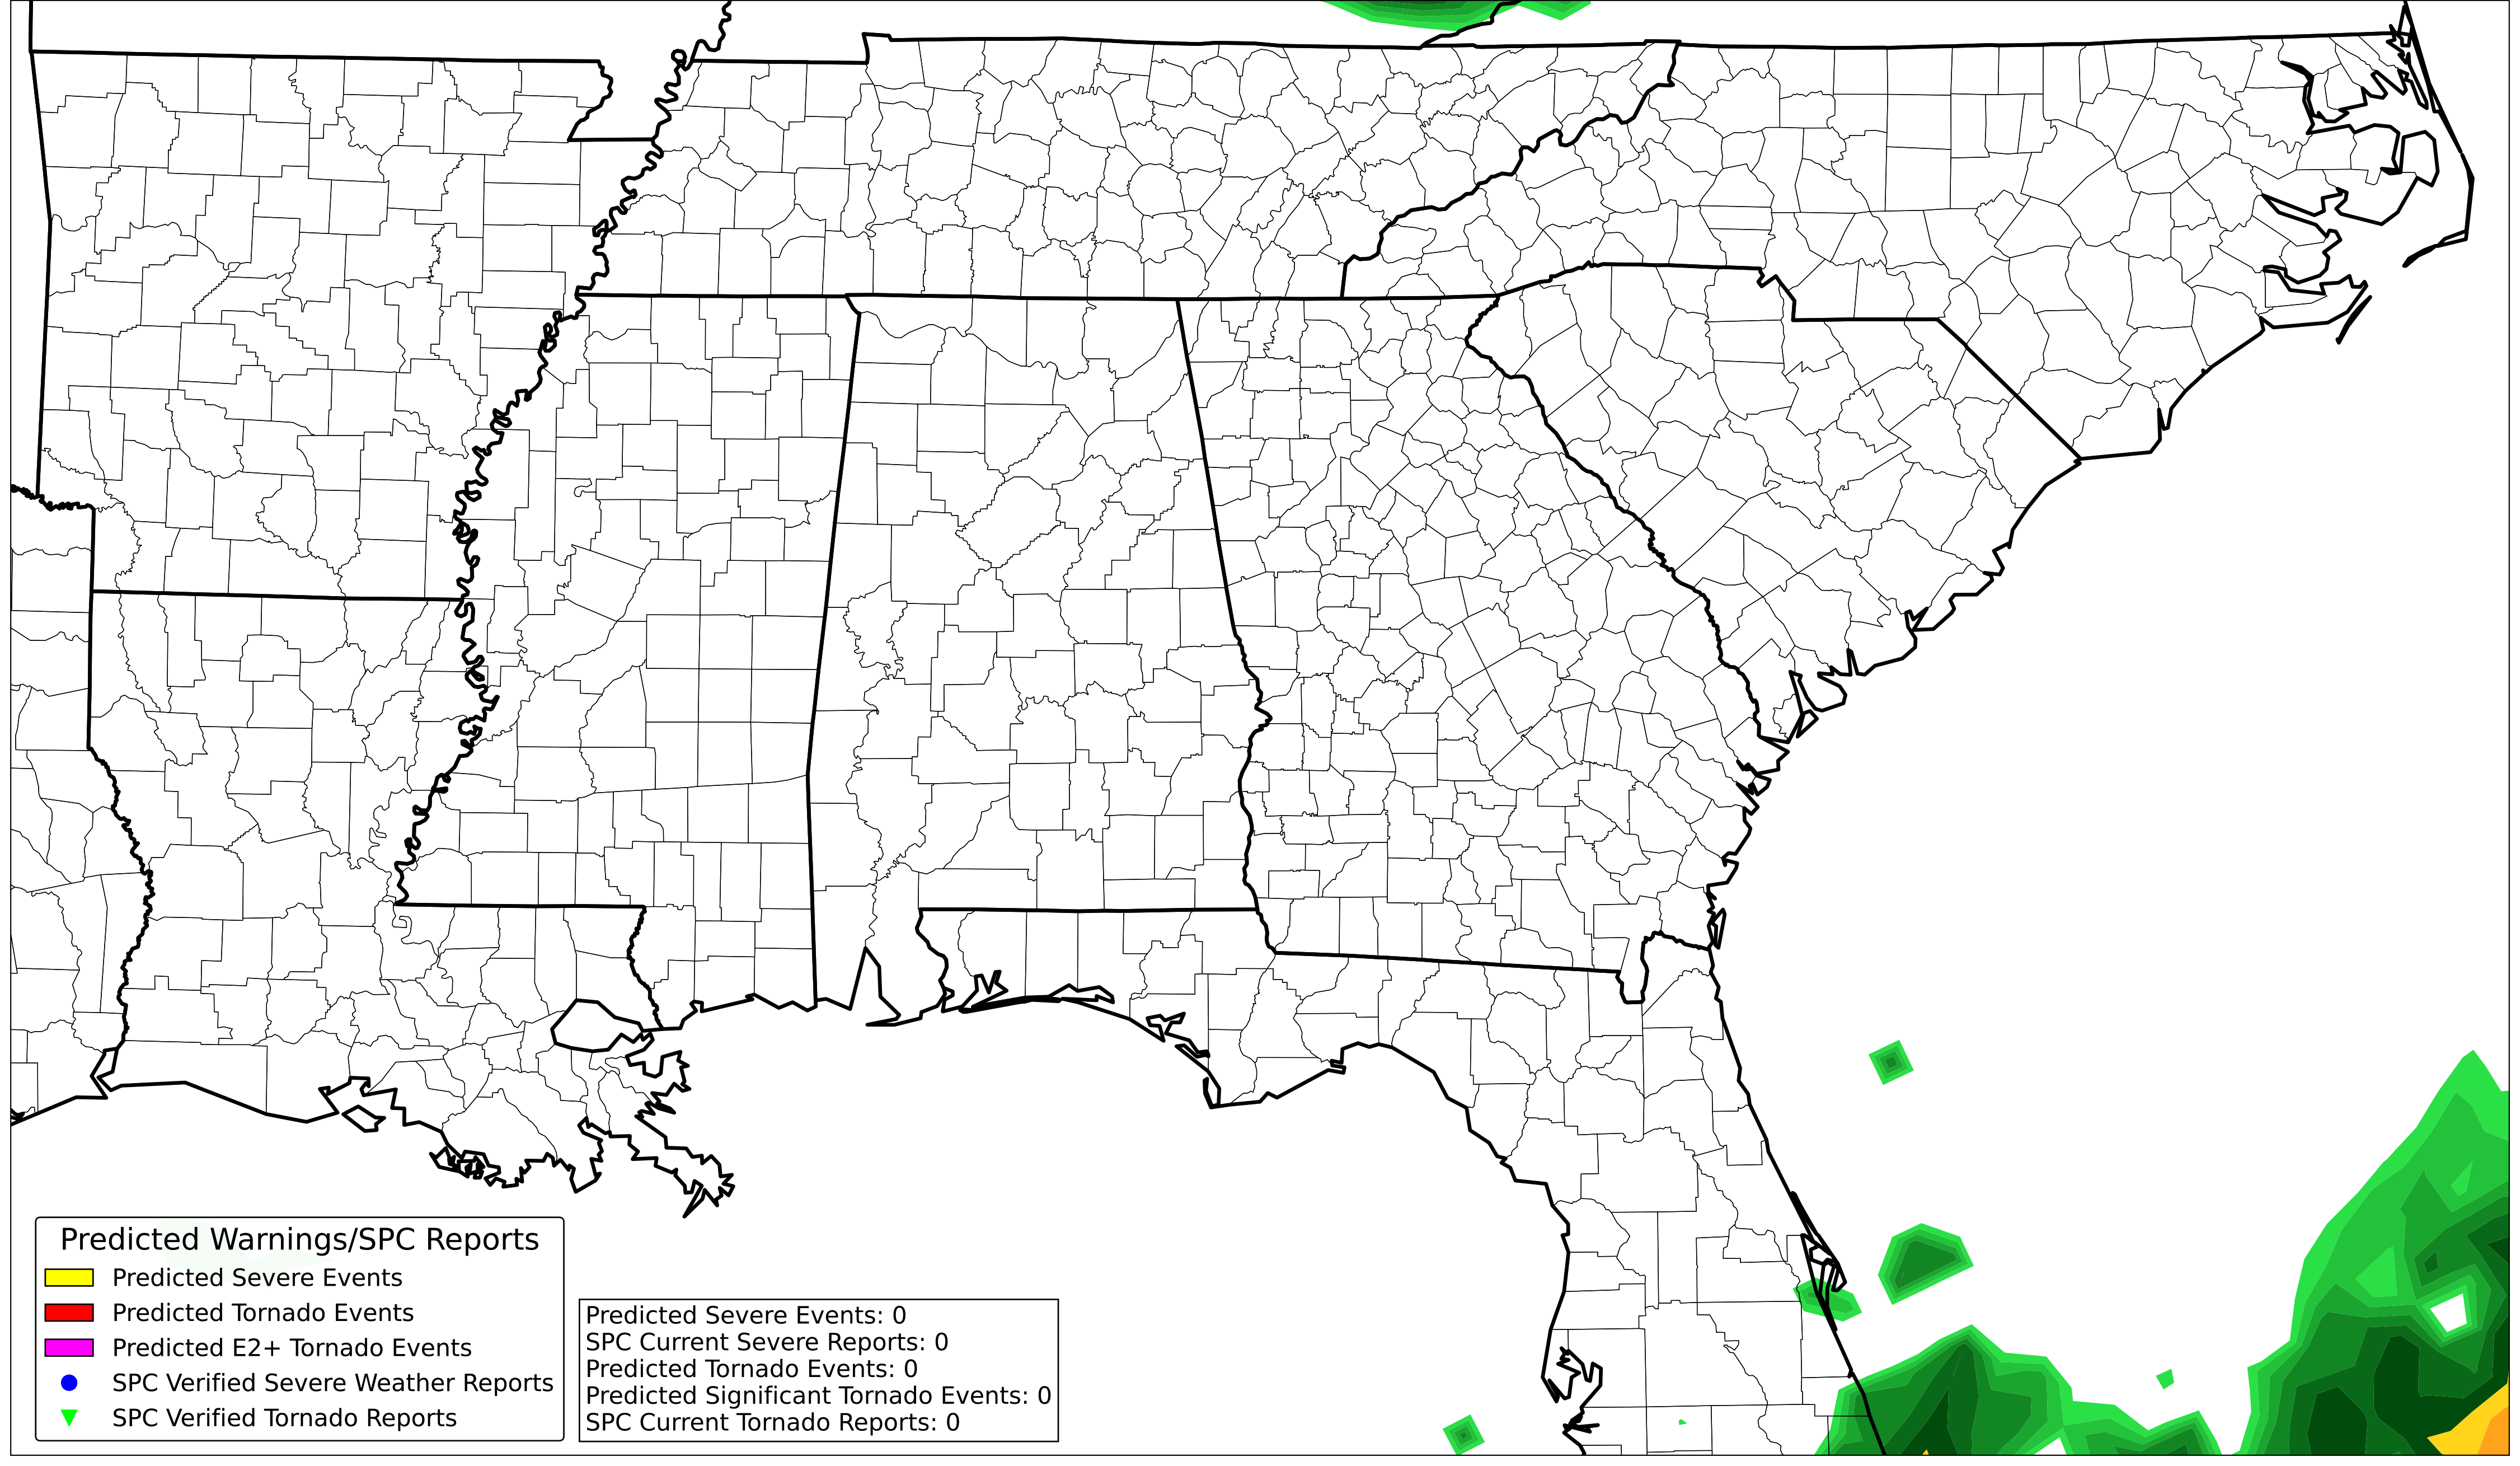 Predicted Warnings/SPC Reports
Predicted Severe Events
Predicted Tornado Events
Predicted E2+ Tornado Events
SPC Verified Severe Weather Reports
SPC Verified Tornado Reports
Predicted Severe Events: 0
SPC Current Severe Reports: 0
Predicted Tornado Events: 0
Predicted Significant Tornado Events: 0
SPC Current Tornado Reports: 0